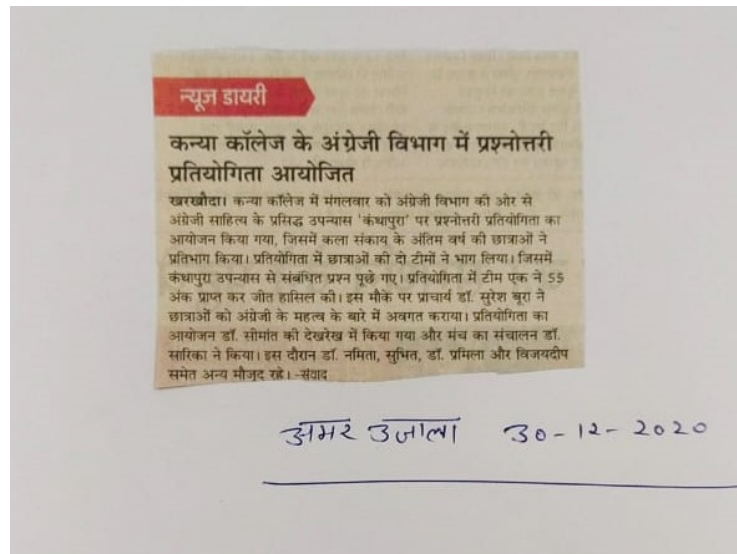 न्यूज डायरी
कन्या कॉलेज के अंग्रेजी विभाग में प्रश्नोत्तरी
प्रतियोगिता आयोजित
खरखौदा। कन्या कॉलेज में मंगलवार को अंग्रेजी विभाग की ओर से
अंग्रेजी साहित्य के प्रसिद्ध उपन्यास 'कंथापुरा' पर प्रश्नोत्तरी प्रतियोगिता का
आयोजन किया गया, जिसमें कला संकाय के अंतिम वर्ष की छात्राओं ने
प्रतिभाग किया। प्रतियोगिता में छात्राओं की दो टीमों ने भाग लिया। जिसमें
कंथापुरा उपन्यास से संबंधित प्रश्न पूछे गए। प्रतियोगिता में टीम एक ने 55
अंक प्राप्त कर जीत हासिल की। इस मौके पर प्राचार्य डॉ. सुरेश बूरा ने
छात्राओं को अंग्रेजी के महत्व के बारे में अवगत कराया। प्रतियोगिता का
आयोजन डॉ. सीमांत की देखरेख में किया गया और मंच का संचालन डॉ.
सारिका ने किया। इस दौरान डॉ. नमिता, सुभित, डॉ. प्रमिला और विजयदीप
समेत अन्य मौजूद रहे। -संवाद
अमर उजाला 30-12-2020